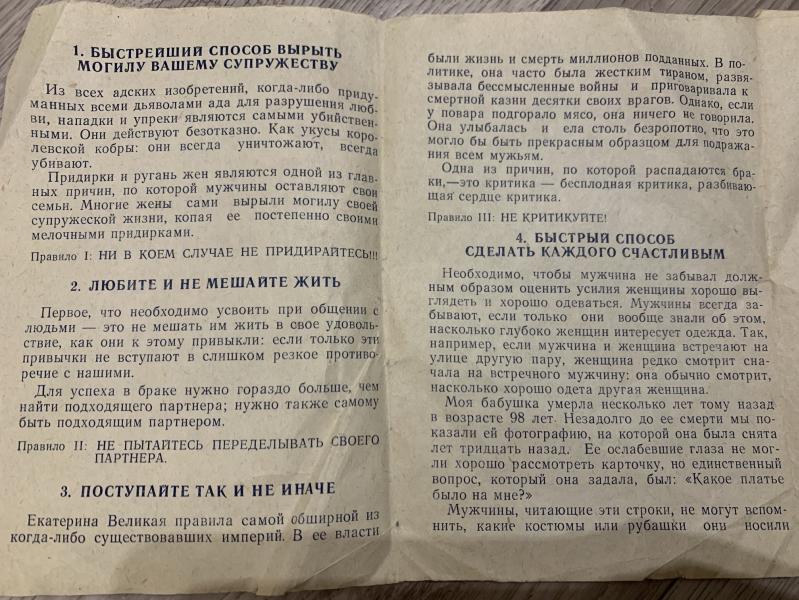 1. БЫСТРЕЙШИЙ СПОСОБ ВЫРЫТЬ
МОГИЛУ ВАШЕМУ СУПРУЖЕСТВУ
Из всех адских изобретений, когда-либо приду-
манных всеми дьяволами ада для разрушения люб-
ви, нападки и упреки являются самыми убийствен-
ными. Они действуют безотказно. Как укусы коро-
левской кобры: они всегда уничтожают, всегда
убивают.
Придирки и ругань жен являются одной из глав-
ных причин, по которой мужчины оставляют свои
семьи. Многие жены сами вырыли могилу своей
супружеской жизни, копая ее постепенно своими
мелочными придирками.
Правило I: НИ В КОЕМ СЛУЧАЕ НЕ ПРИДИРАЙТЕСЬ!!!
2. ЛЮБИТЕ И НЕ МЕШАЙТЕ ЖИТЬ
Первое, что необходимо усвоить при общении с
людьми — это не мешать им жить в свое удоволь-
ствие, как они к этому привыкли: если только эти
привычки не вступают в слишком резкое противо-
речие с нашими.
Для успеха в браке нужно гораздо больше, чем
найти подходящего партнера; нужно также самому
быть подходящим партнером.
Правило II: НЕ ПЫТАЙТЕСЬ ПЕРЕДЕЛЫВАТЬ СВОЕГО
ПАРТНЕРА.
3. ПОСТУПАЙТЕ ТАК И НЕ ИНАЧЕ
Екатерина Великая правила самой обширной из
когда-либо существовавших империй. В ее власти
были жизнь и смерть миллионов подданных. В по-
литике, она часто была жестким тираном, развя-
зывала бессмысленные войны и приговаривала к
смертной казни десятки своих врагов. Однако, если
у повара подгорало мясо, она ничего не говорила.
Она улыбалась и ела столь безропотно, что это
могло бы быть прекрасным образцом для подража-
ния всем мужьям.
Одна из причин, по которой распадаются бра-
ки,—это критика — бесплодная критика, разбиваю-
щая сердце критика.
Правило III: НЕ КРИТИКУЙТЕ!
4. БЫСТРЫЙ СПОСОБ
СДЕЛАТЬ КАЖДОГО СЧАСТЛИВЫМ
Необходимо, чтобы мужчина не забывал долж-
ным образом оценить усилия женщины хорошо вы-
глядеть и хорошо одеваться. Мужчины всегда за-
бывают, если только они вообще знали об этом,
насколько глубоко женщин интересует одежда. Так,
например, если мужчина и женщина встречают на
улице другую пару, женщина редко смотрит сна-
чала на встречного мужчину: она обычно смотрит,
насколько хорошо одета другая женщина.
Моя бабушка умерла несколько лет тому назад
в возрасте 98 лет. Незадолго до ее смерти мы по-
казали ей фотографию, на которой она была снята
лет тридцать назад. Ее ослабевшие глаза не мог-
ли хорошо рассмотреть карточку, но единственный
вопрос, который она задала, был: «Какое платье
было на мне?»
Мужчины, читающие эти строки, не могут вспом-
нить, какие костюмы или рубашки они носили